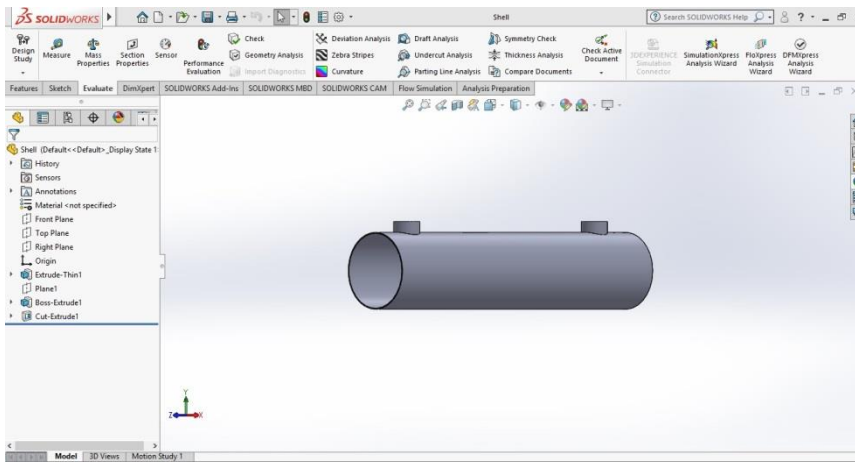 SOLIDWORKS
Shell
Search SOLIDWORKS Help
Design Study
Measure
Mass Properties
Section Properties
Sensor
Performance Evaluation
Check
Geometry Analysis
Import Diagnostics
Deviation Analysis
Zebra Stripes
Curvature
Draft Analysis
Undercut Analysis
Parting Line Analysis
Symmetry Check
Thickness Analysis
Compare Documents
Check Active Document
3DEXPERIENCE Simulation Connector
SimulationXpress Analysis Wizard
FloXpress Analysis Wizard
DFMXpress Analysis Wizard
Features Sketch Evaluate DimXpert SOLIDWORKS Add-Ins SOLIDWORKS MBD SOLIDWORKS CAM Flow Simulation Analysis Preparation
Shell (Default<<Default>_Display State 1
History
Sensors
Annotations
Material <not specified>
Front Plane
Top Plane
Right Plane
Origin
Extrude-Thin1
Plane1
Boss-Extrude1
Cut-Extrude1
Y
Z X
Model 3D Views Motion Study 1